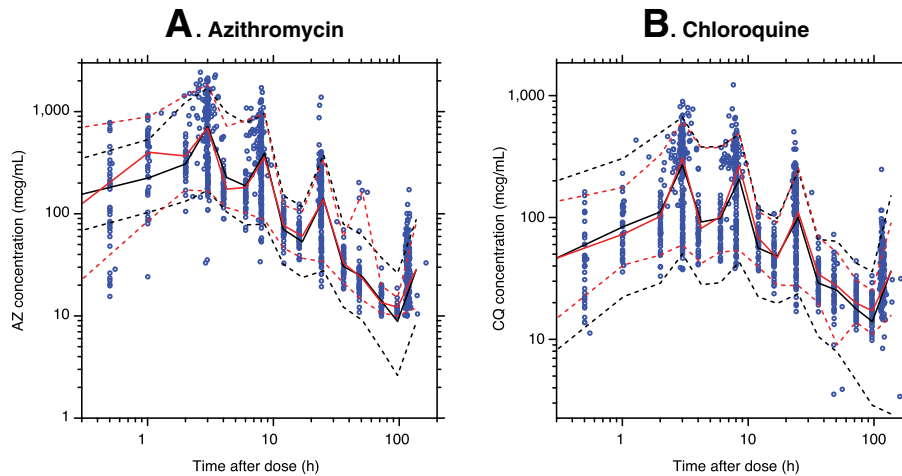 A. Azithromycin
AZ concentration (mcg/mL)
1,000
100
10
1
1
10
100
Time after dose (h)
B. Chloroquine
CQ concentration (mcg/mL)
1,000
100
10
1
10
100
Time after dose (h)